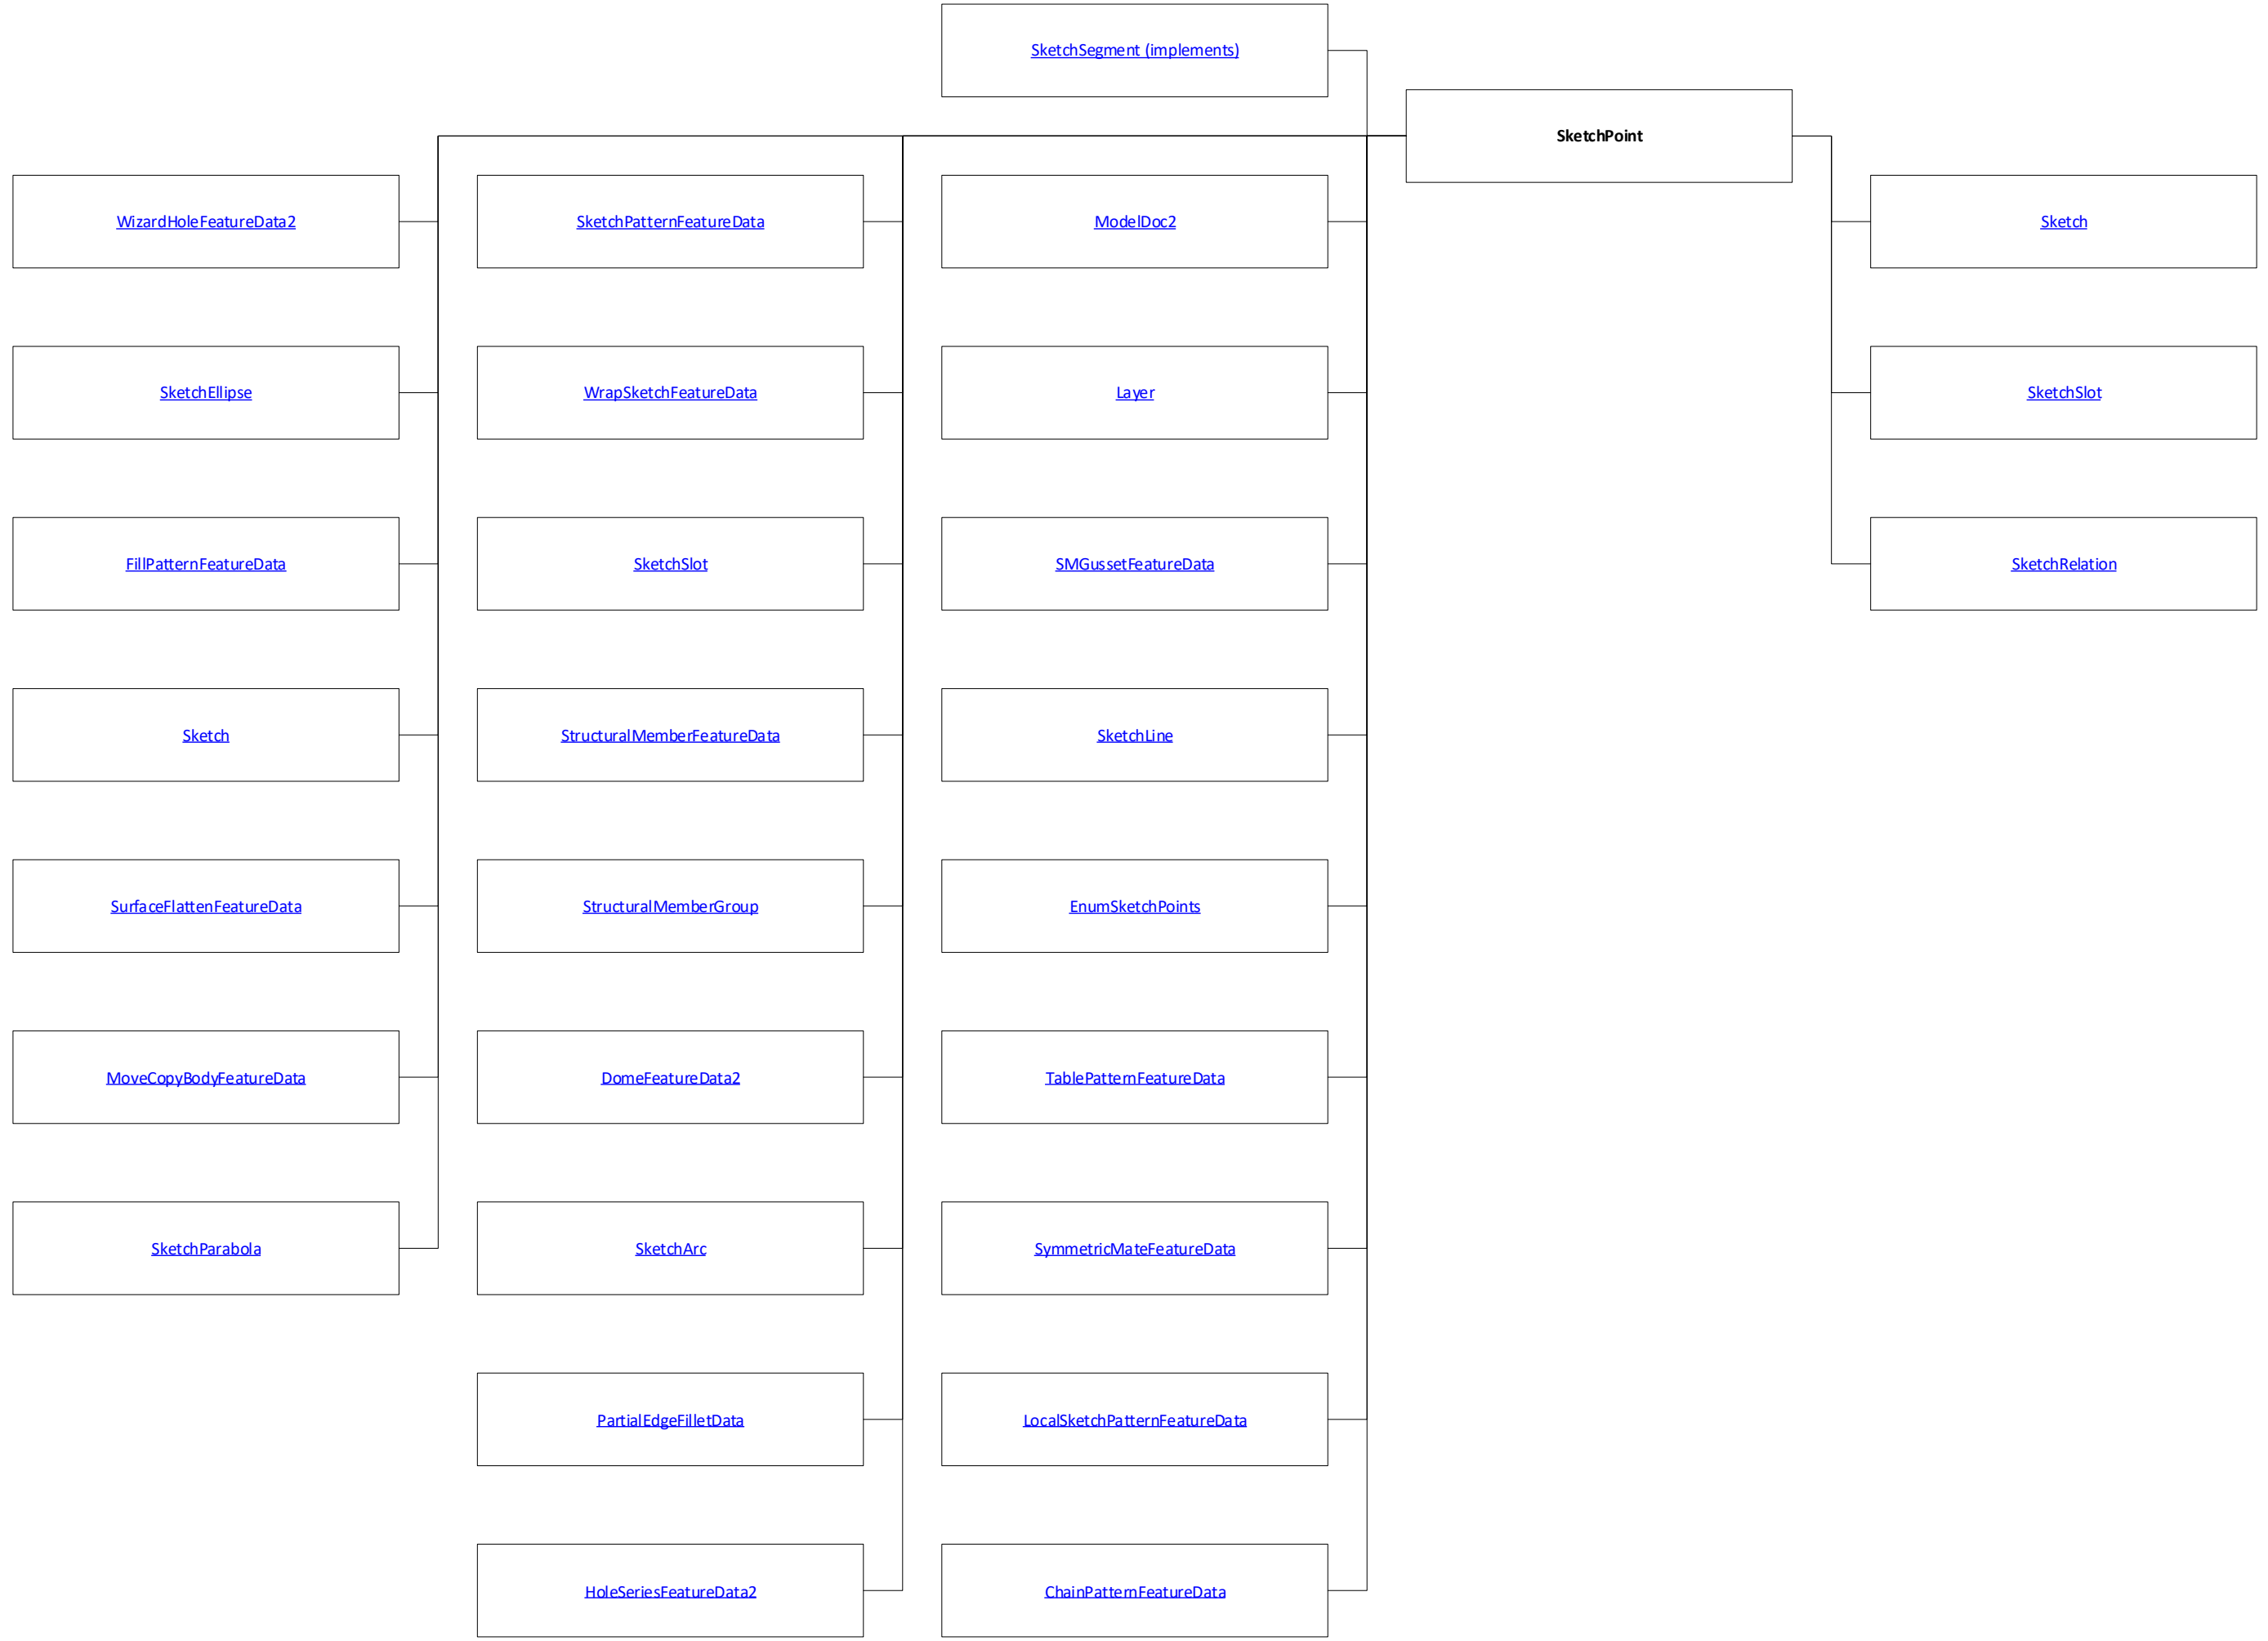 SketchSegment (implements)
SketchPoint
WizardHoleFeatureData2
SketchPatternFeatureData
ModelDoc2
Sketch
SketchEllipse
WrapSketchFeatureData
Layer
SketchSlot
FillPatternFeatureData
SketchSlot
SMGussetFeatureData
SketchRelation
Sketch
StructuralMemberFeatureData
SketchLine
SurfaceFlattenFeatureData
StructuralMemberGroup
EnumSketchPoints
MoveCopyBodyFeatureData
DomeFeatureData2
TablePatternFeatureData
SketchParabola
SketchArc
SymmetricMateFeatureData
PartialEdgeFilletData
LocalSketchPatternFeatureData
HoleSeriesFeatureData2
ChainPatternFeatureData